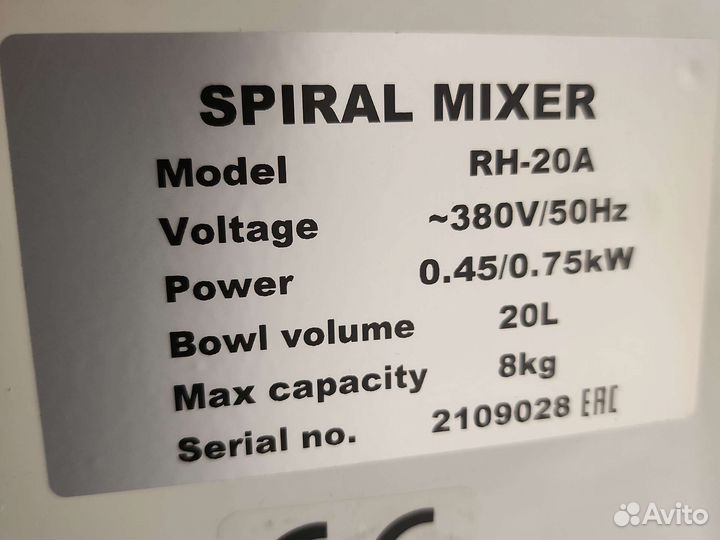 SPIRAL MIXER
Model RH-20A
Voltage ~380V/50Hz
Power 0.45/0.75kW
Bowl volume 20L
Max capacity 8kg
Serial no. 2109028 EAC
CE
Avito